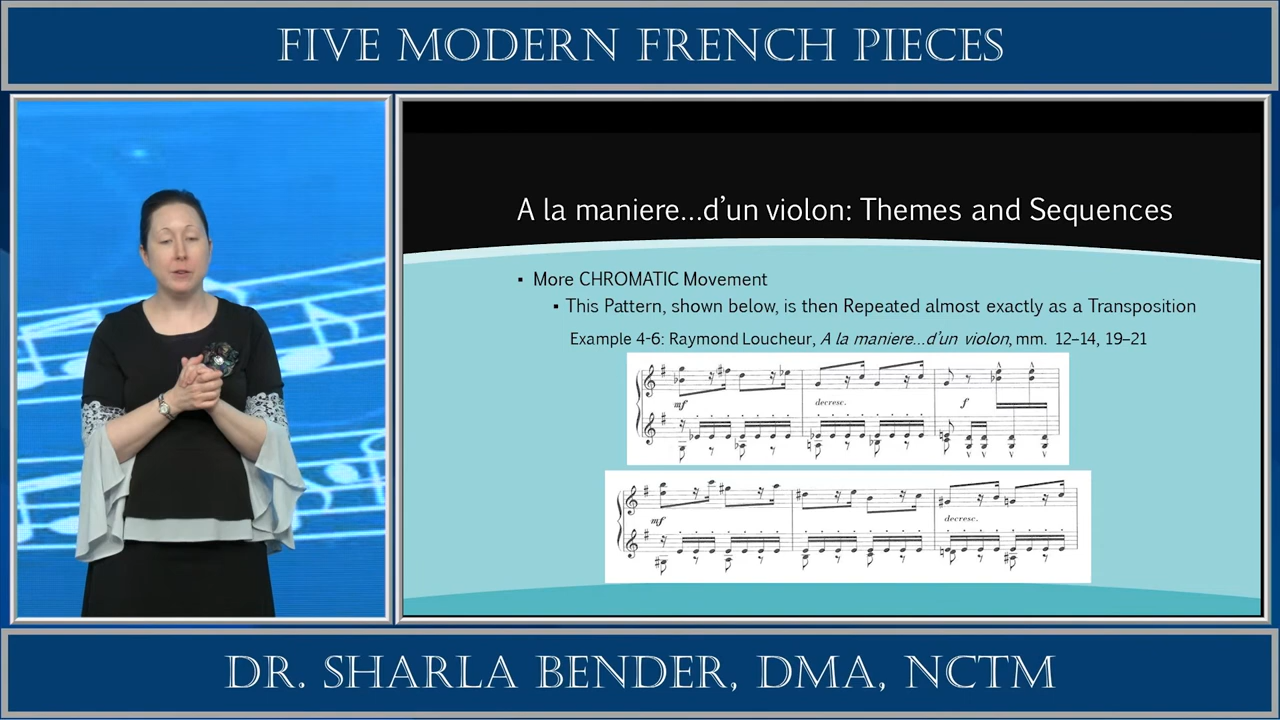 FIVE MODERN FRENCH PIECES
A la maniere...d'un violon: Themes and Sequences
▪ More CHROMATIC Movement
▪ This Pattern, shown below, is then Repeated almost exactly as a Transposition
Example 4-6: Raymond Loucheur, A la maniere...d'un violon, mm. 12–14, 19–21
mf
decresc.
f
mf
decresc.
DR. SHARLA BENDER, DMA, NCTM